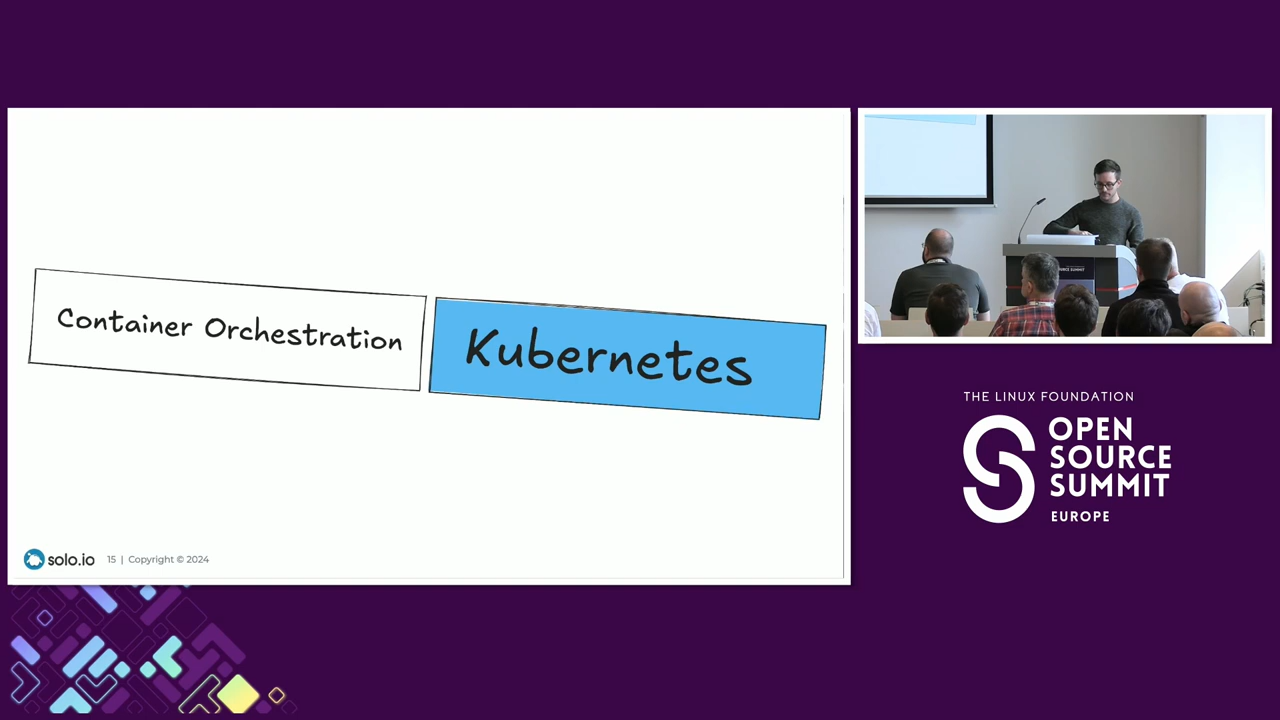 Container Orchestration
Kubernetes
solo.io 15 | Copyright © 2024
THE LINUX FOUNDATION
OPEN
SOURCE
SUMMIT
EUROPE